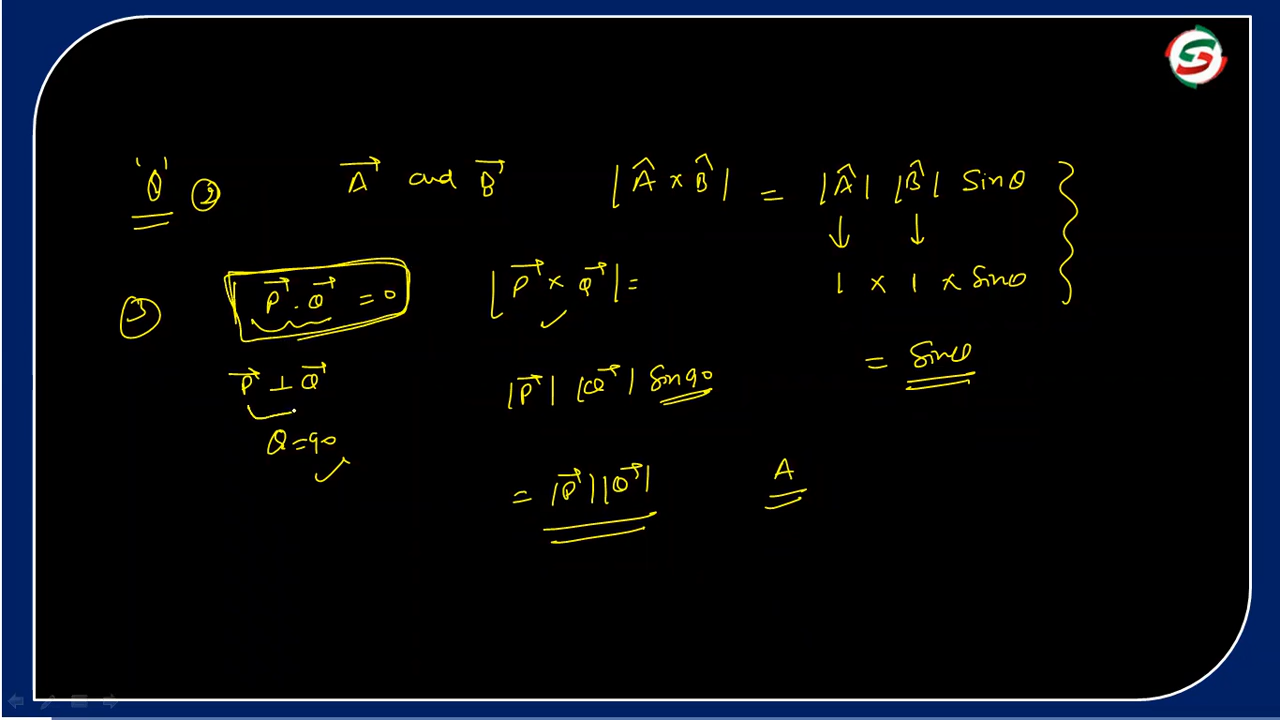 'θ' ② A⃗ and B⃗ |Â × B̂| = |Â| |B̂| Sinθ
↓ ↓
③ P⃗ . Q⃗ = 0 |P⃗ × Q⃗| = 1 × 1 × Sinθ
= Sinθ
P⃗ ⊥ Q⃗ |P⃗| |Q⃗| Sin90
θ = 90
= |P⃗||Q⃗| A